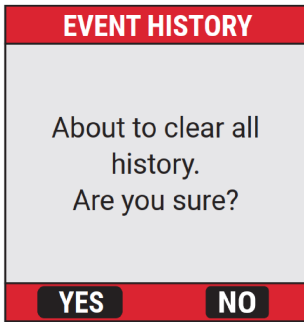 EVENT HISTORY
About to clear all
history.
Are you sure?
YES NO